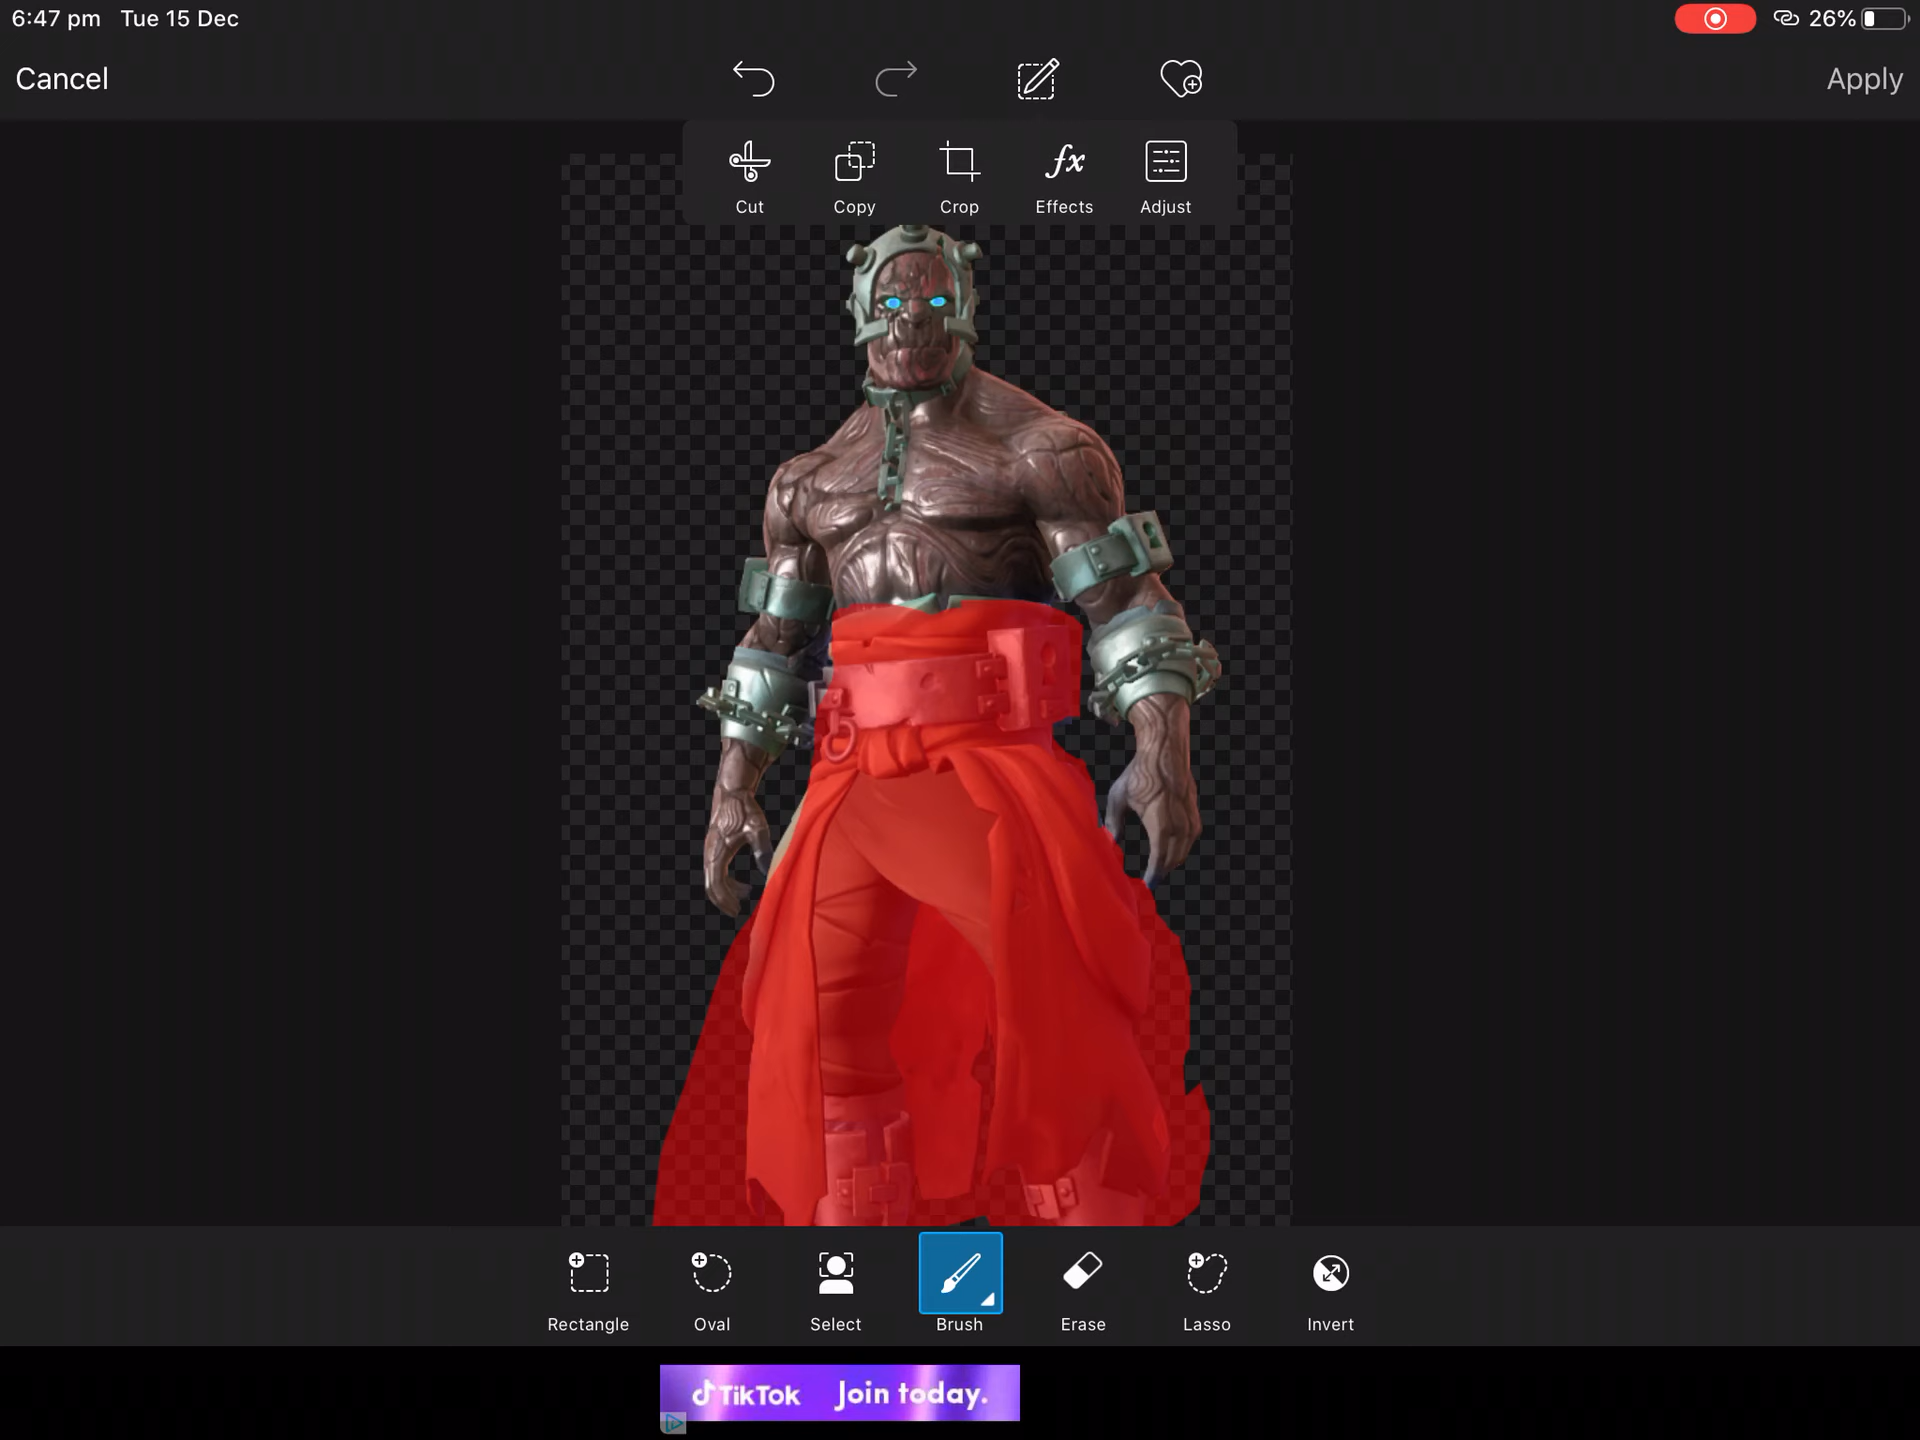 6:47 pm Tue 15 Dec 26%
Cancel Apply
Cut Copy Crop fx Effects Adjust
Rectangle Oval Select Brush Erase Lasso Invert
TikTok Join today.